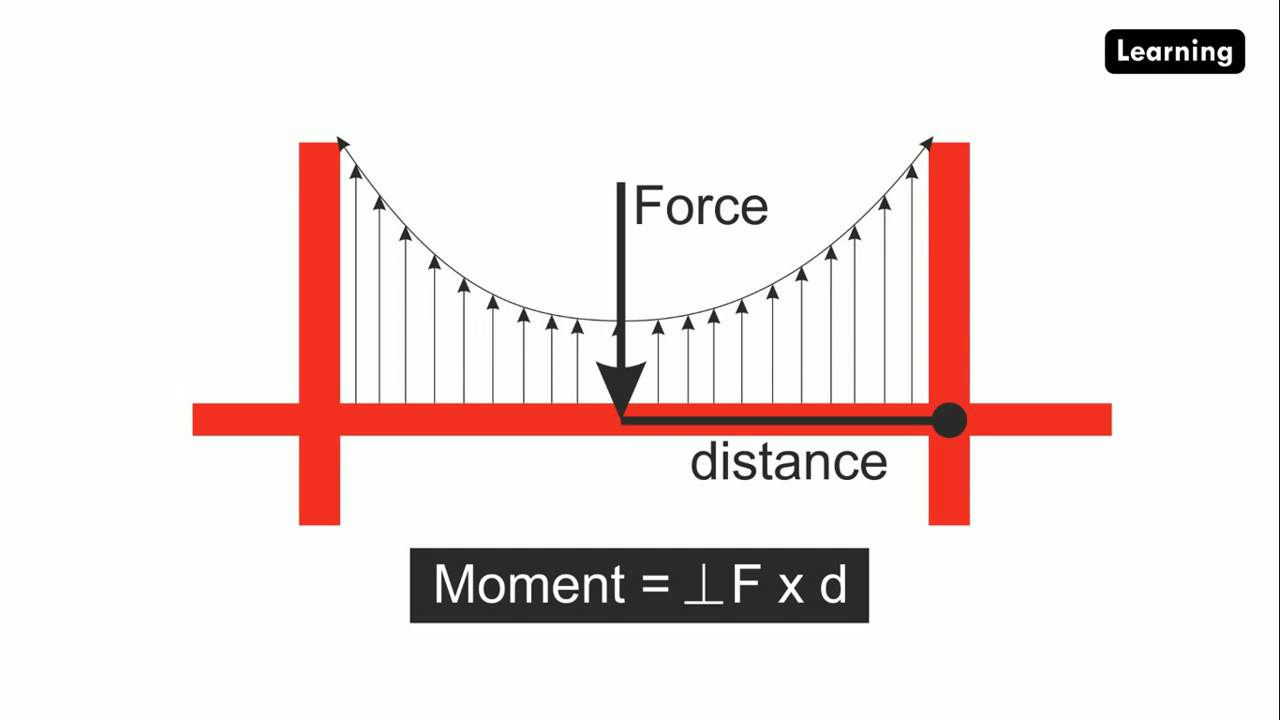 Learning
Force
distance
Moment = ⊥F x d